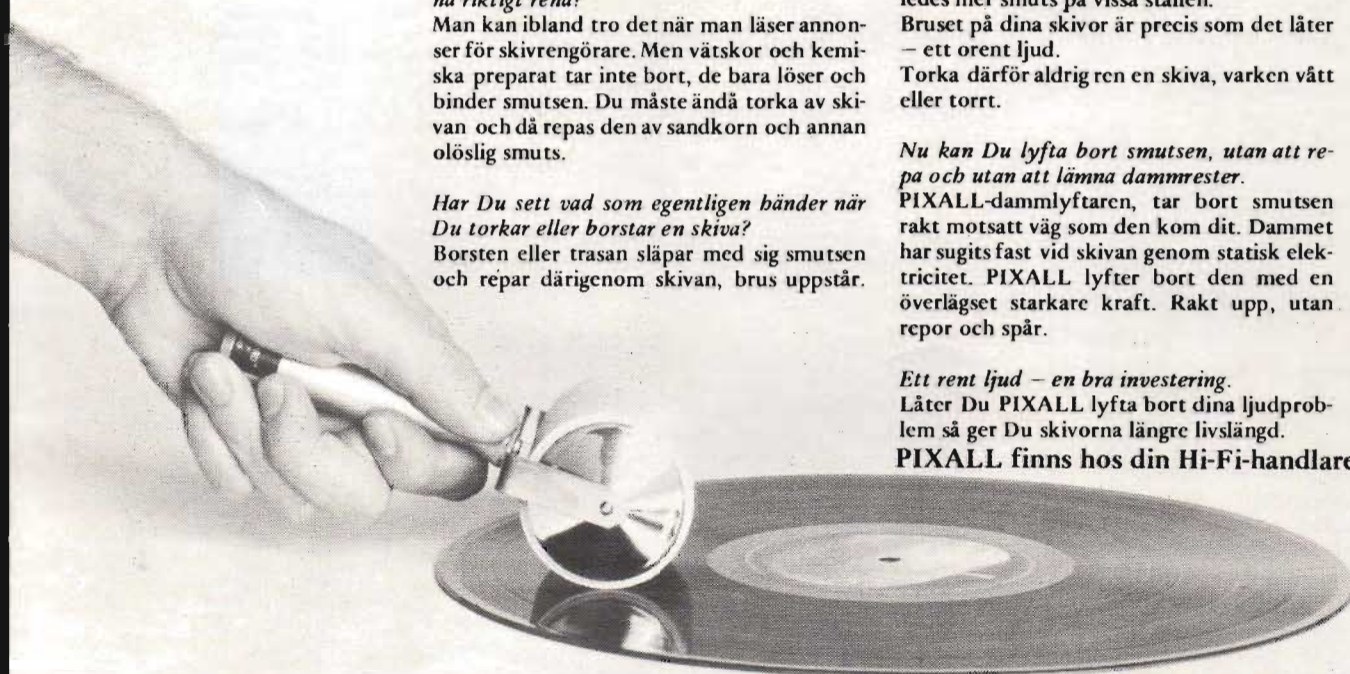 na riktigt rena?
Man kan ibland tro det när man läser annon-
ser för skivrengörare. Men vätskor och kemi-
ska preparat tar inte bort, de bara löser och
binder smutsen. Du måste ändå torka av ski-
van och då repas den av sandkorn och annan
olöslig smuts.
Har Du sett vad som egentligen händer när
Du torkar eller borstar en skiva?
Borsten eller trasan släpar med sig smutsen
och repar därigenom skivan, brus uppstår.
ledes mer smuts på vissa ställen.
Bruset på dina skivor är precis som det låter
– ett orent ljud.
Torka därför aldrig ren en skiva, varken vått
eller torrt.
Nu kan Du lyfta bort smutsen, utan att re-
pa och utan att lämna dammrester.
PIXALL-dammlyftaren, tar bort smutsen
rakt motsatt väg som den kom dit. Dammet
har sugits fast vid skivan genom statisk elek-
tricitet. PIXALL lyfter bort den med en
överlägset starkare kraft. Rakt upp, utan
repor och spår.
Ett rent ljud – en bra investering.
Låter Du PIXALL lyfta bort dina ljudprob-
lem så ger Du skivorna längre livslängd.
PIXALL finns hos din Hi-Fi-handlare